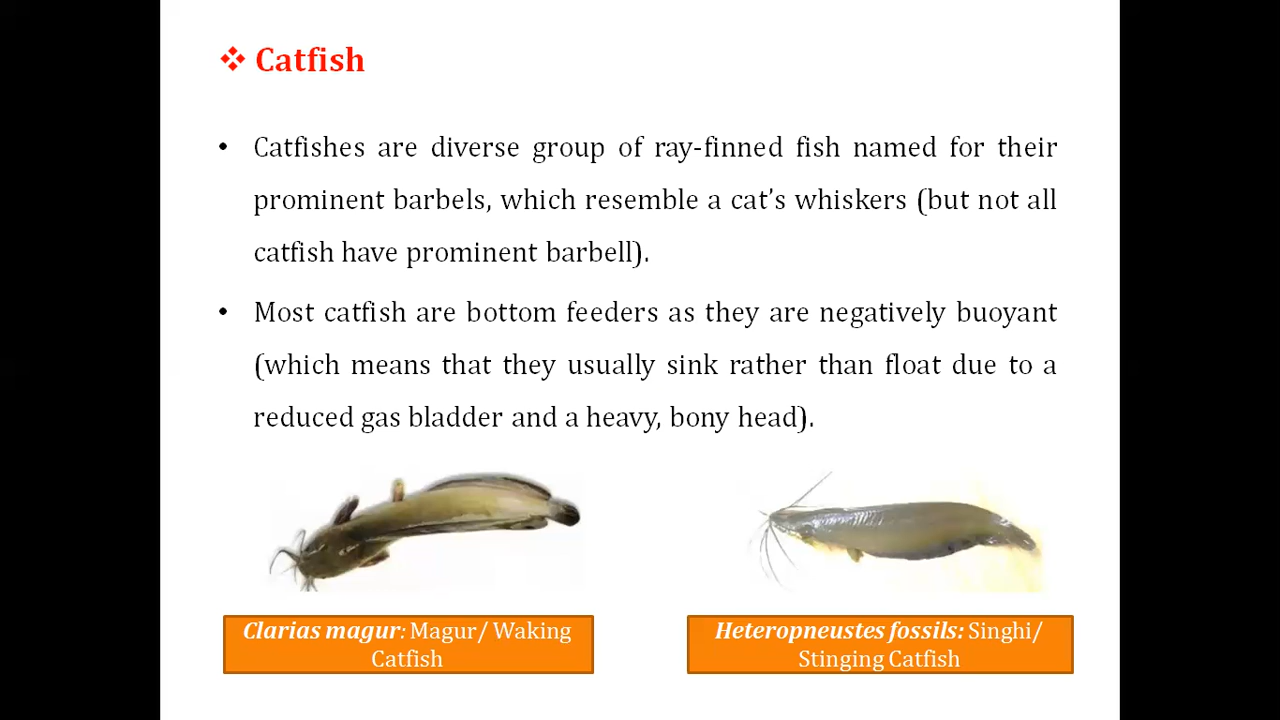 ❖ Catfish
• Catfishes are diverse group of ray-finned fish named for their
prominent barbels, which resemble a cat's whiskers (but not all
catfish have prominent barbell).
• Most catfish are bottom feeders as they are negatively buoyant
(which means that they usually sink rather than float due to a
reduced gas bladder and a heavy, bony head).
Clarias magur: Magur/ Waking
Catfish
Heteropneustes fossils: Singhi/
Stinging Catfish